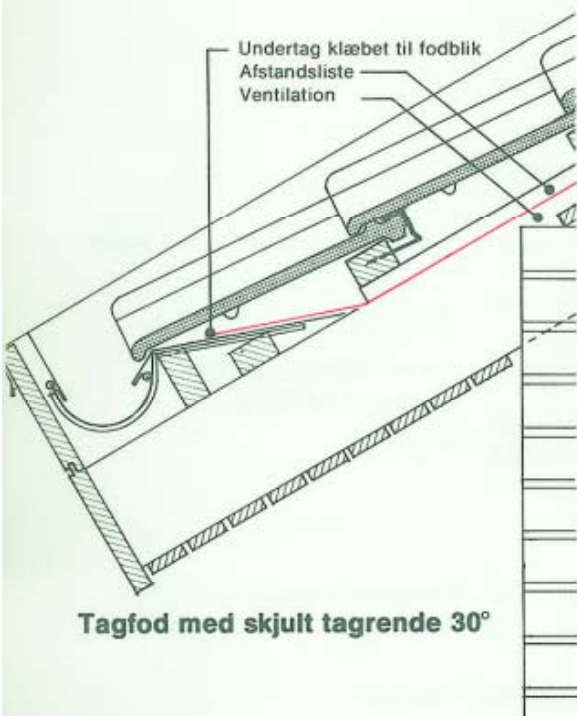 Undertag klæbet til fodblik
Afstandsliste
Ventilation
Tagfod med skjult tagrende 30°